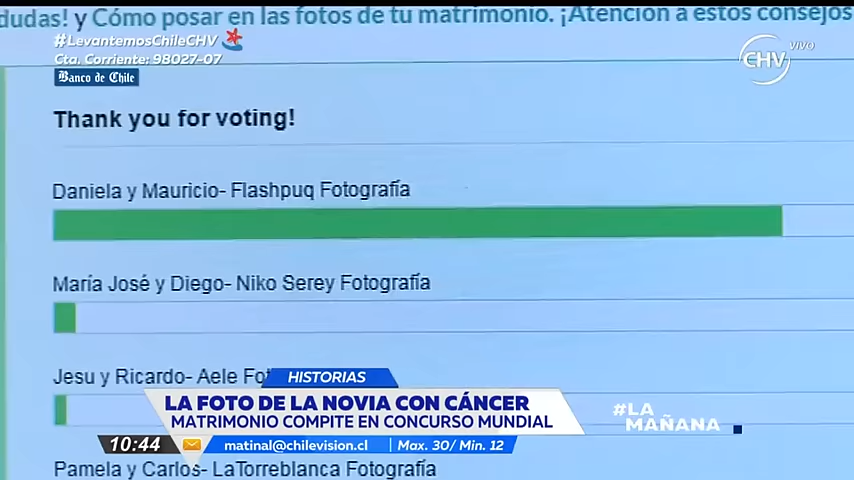 dudas! y Cómo posar en las fotos de tu matrimonio. ¡Atención a estos consejos
#LevantemosChileCHV
Cta. Corriente: 98027-07
Banco de Chile
CHV VIVO
Thank you for voting!
Daniela y Mauricio- Flashpuq Fotografía
María José y Diego- Niko Serey Fotografía
Jesu y Ricardo- Aele Fot
HISTORIAS
LA FOTO DE LA NOVIA CON CÁNCER
MATRIMONIO COMPITE EN CONCURSO MUNDIAL
#LA
MAÑANA
10:44 matinal@chilevision.cl | Max. 30/ Min. 12
Pamela y Carlos- LaTorreblanca Fotografía